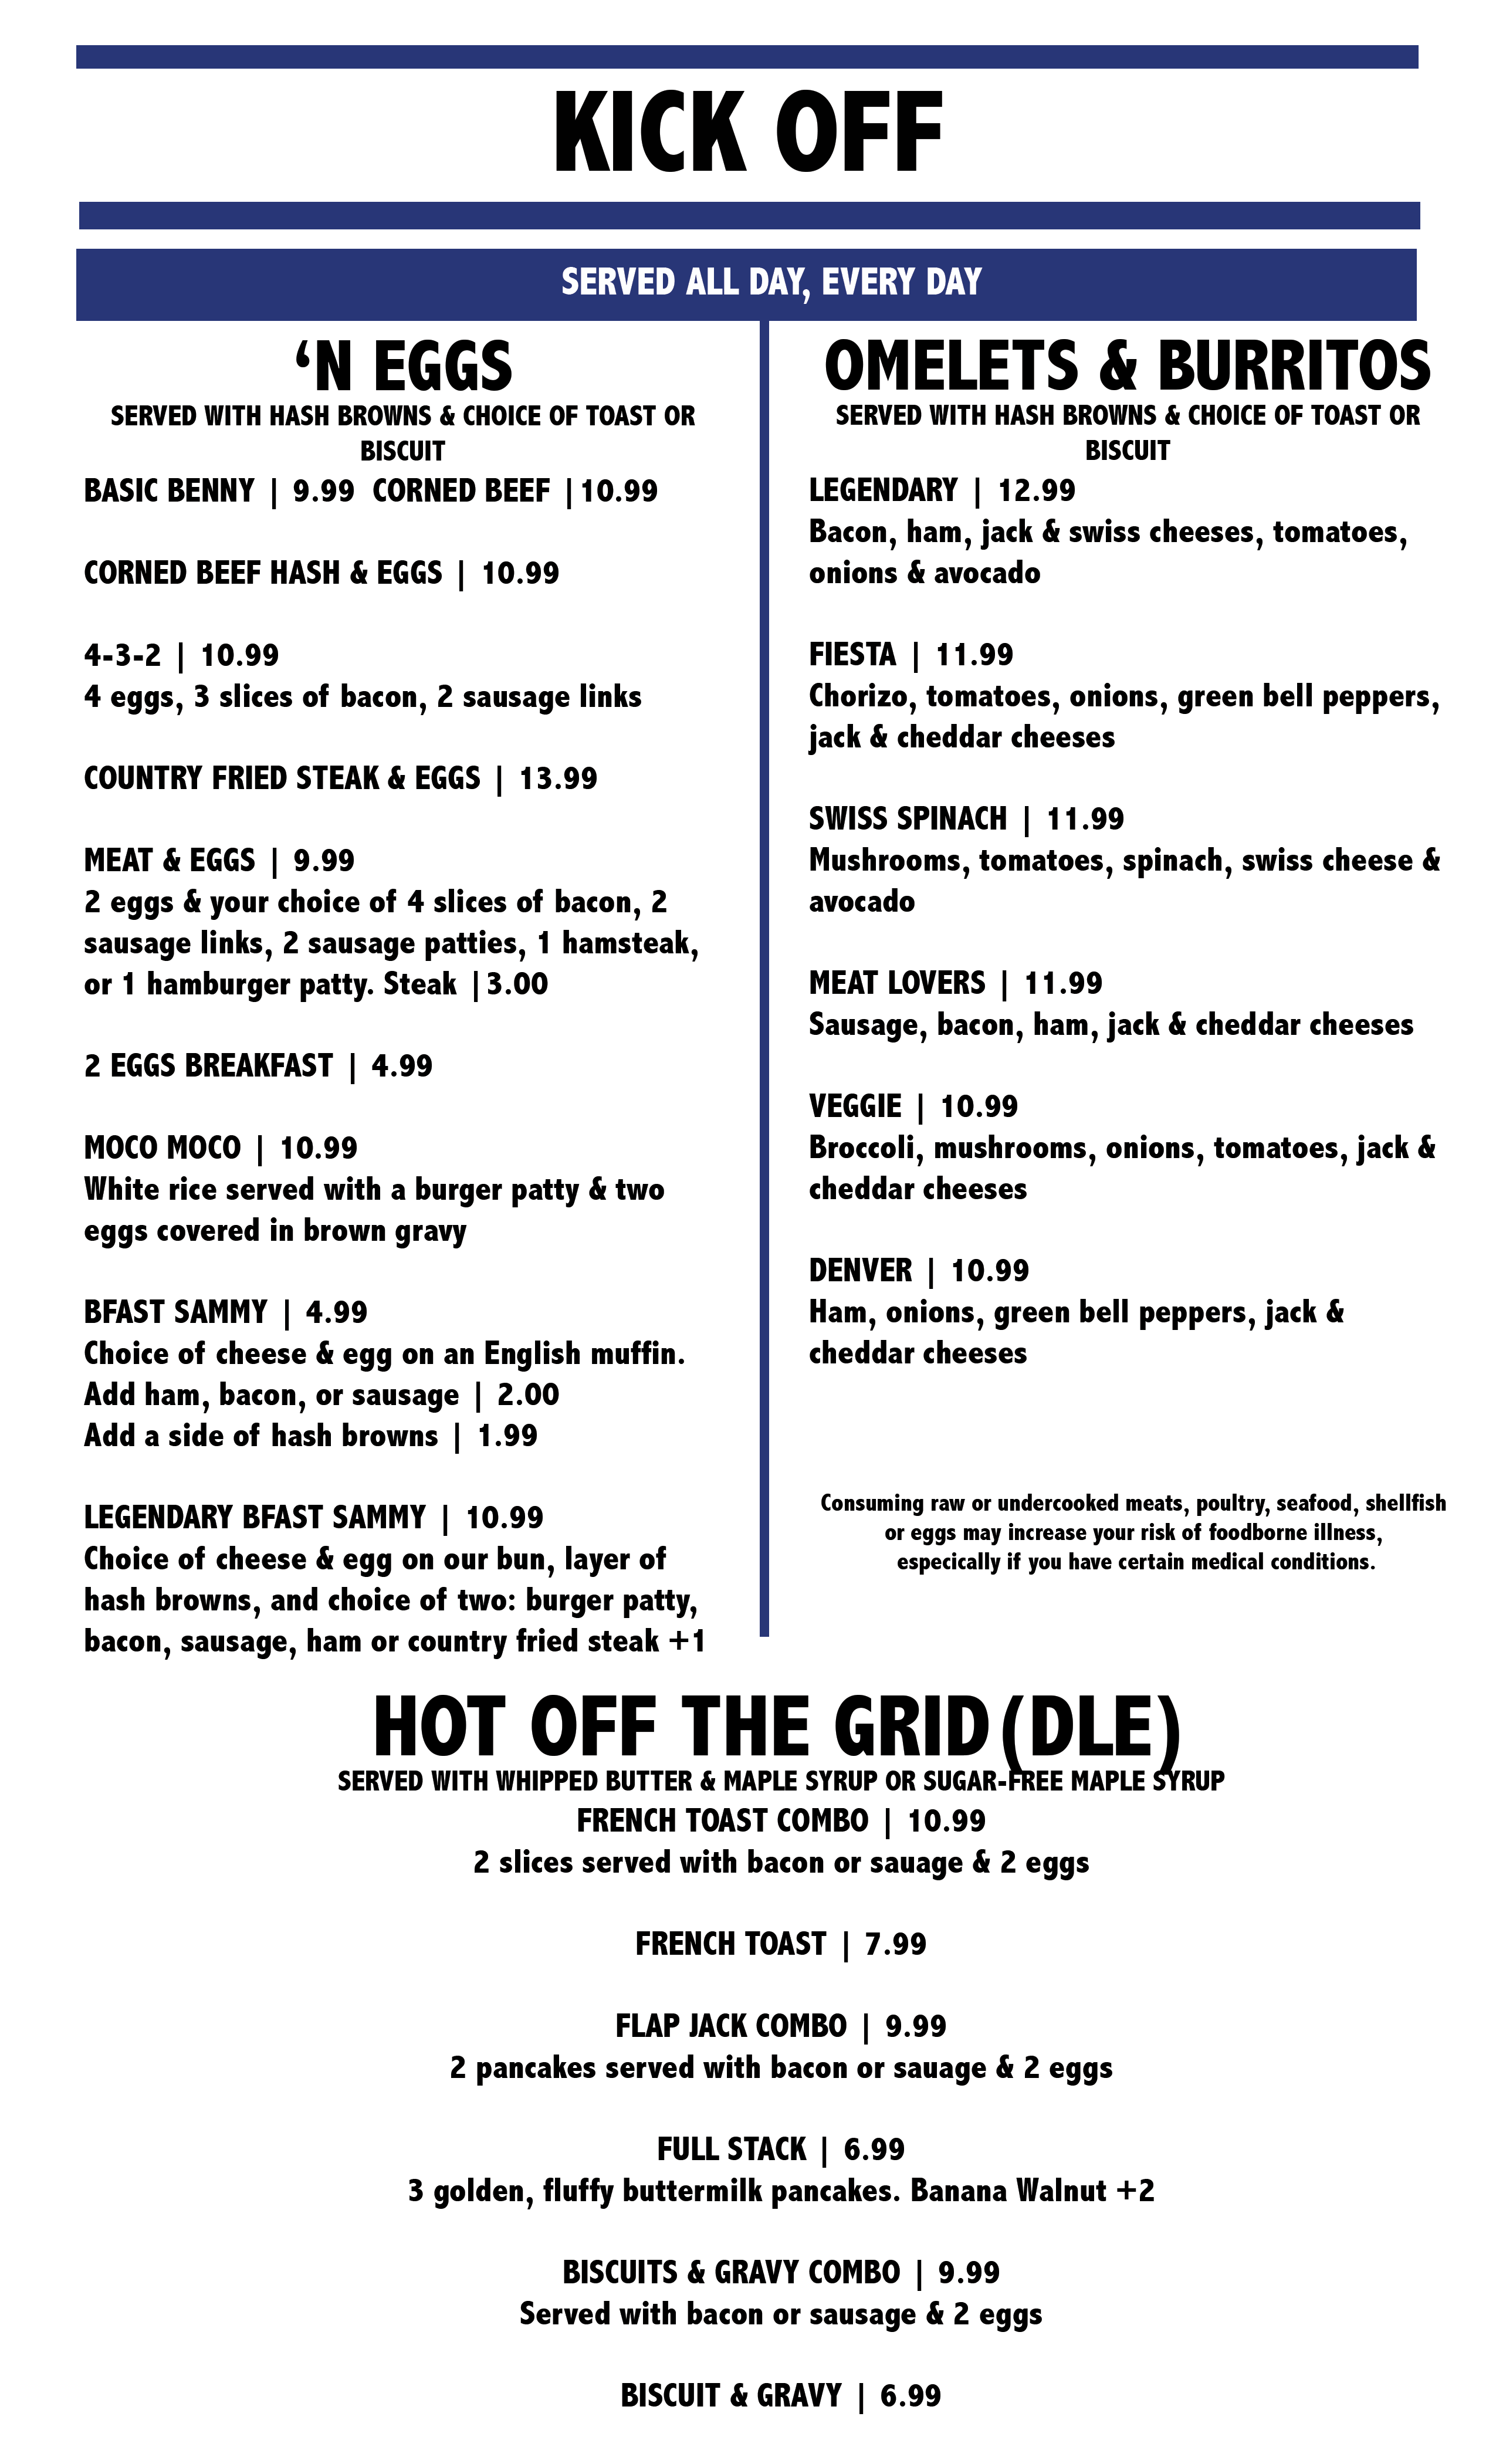 KICK OFF
SERVED ALL DAY, EVERY DAY
‘N EGGS
SERVED WITH HASH BROWNS & CHOICE OF TOAST OR
BISCUIT
BASIC BENNY | 9.99  CORNED BEEF |10.99
CORNED BEEF HASH & EGGS | 10.99
4-3-2 | 10.99
4 eggs, 3 slices of bacon, 2 sausage links
COUNTRY FRIED STEAK & EGGS | 13.99
MEAT & EGGS | 9.99
2 eggs & your choice of 4 slices of bacon, 2
sausage links, 2 sausage patties, 1 hamsteak,
or 1 hamburger patty. Steak |3.00
2 EGGS BREAKFAST | 4.99
MOCO MOCO | 10.99
White rice served with a burger patty & two
eggs covered in brown gravy
BFAST SAMMY | 4.99
Choice of cheese & egg on an English muffin.
Add ham, bacon, or sausage | 2.00
Add a side of hash browns | 1.99
LEGENDARY BFAST SAMMY | 10.99
Choice of cheese & egg on our bun, layer of
hash browns, and choice of two: burger patty,
bacon, sausage, ham or country fried steak +1
OMELETS & BURRITOS
SERVED WITH HASH BROWNS & CHOICE OF TOAST OR
BISCUIT
LEGENDARY | 12.99
Bacon, ham, jack & swiss cheeses, tomatoes,
onions & avocado
FIESTA | 11.99
Chorizo, tomatoes, onions, green bell peppers,
jack & cheddar cheeses
SWISS SPINACH | 11.99
Mushrooms, tomatoes, spinach, swiss cheese &
avocado
MEAT LOVERS | 11.99
Sausage, bacon, ham, jack & cheddar cheeses
VEGGIE | 10.99
Broccoli, mushrooms, onions, tomatoes, jack &
cheddar cheeses
DENVER | 10.99
Ham, onions, green bell peppers, jack &
cheddar cheeses
Consuming raw or undercooked meats, poultry, seafood, shellfish
or eggs may increase your risk of foodborne illness,
especically if you have certain medical conditions.
HOT OFF THE GRID(DLE)
SERVED WITH WHIPPED BUTTER & MAPLE SYRUP OR SUGAR-FREE MAPLE SYRUP
FRENCH TOAST COMBO | 10.99
2 slices served with bacon or sauage & 2 eggs
FRENCH TOAST | 7.99
FLAP JACK COMBO | 9.99
2 pancakes served with bacon or sauage & 2 eggs
FULL STACK | 6.99
3 golden, fluffy buttermilk pancakes. Banana Walnut +2
BISCUITS & GRAVY COMBO | 9.99
Served with bacon or sausage & 2 eggs
BISCUIT & GRAVY | 6.99